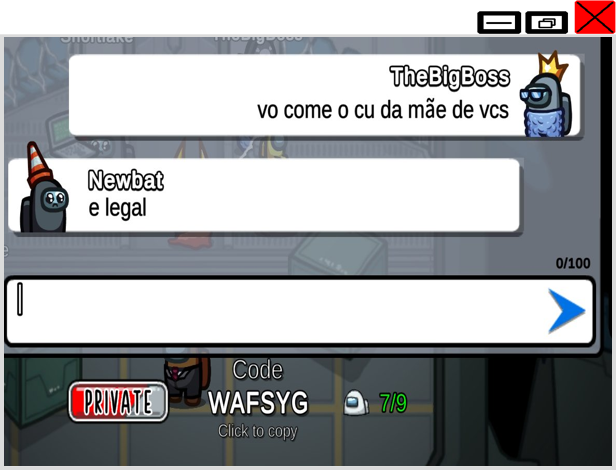 TheBigBoss
TheBigBoss
vo come o cu da mãe de vcs
Newbat
e legal
0/100
Code
PRIVATE
WAFSYG
7/9
Click to copy